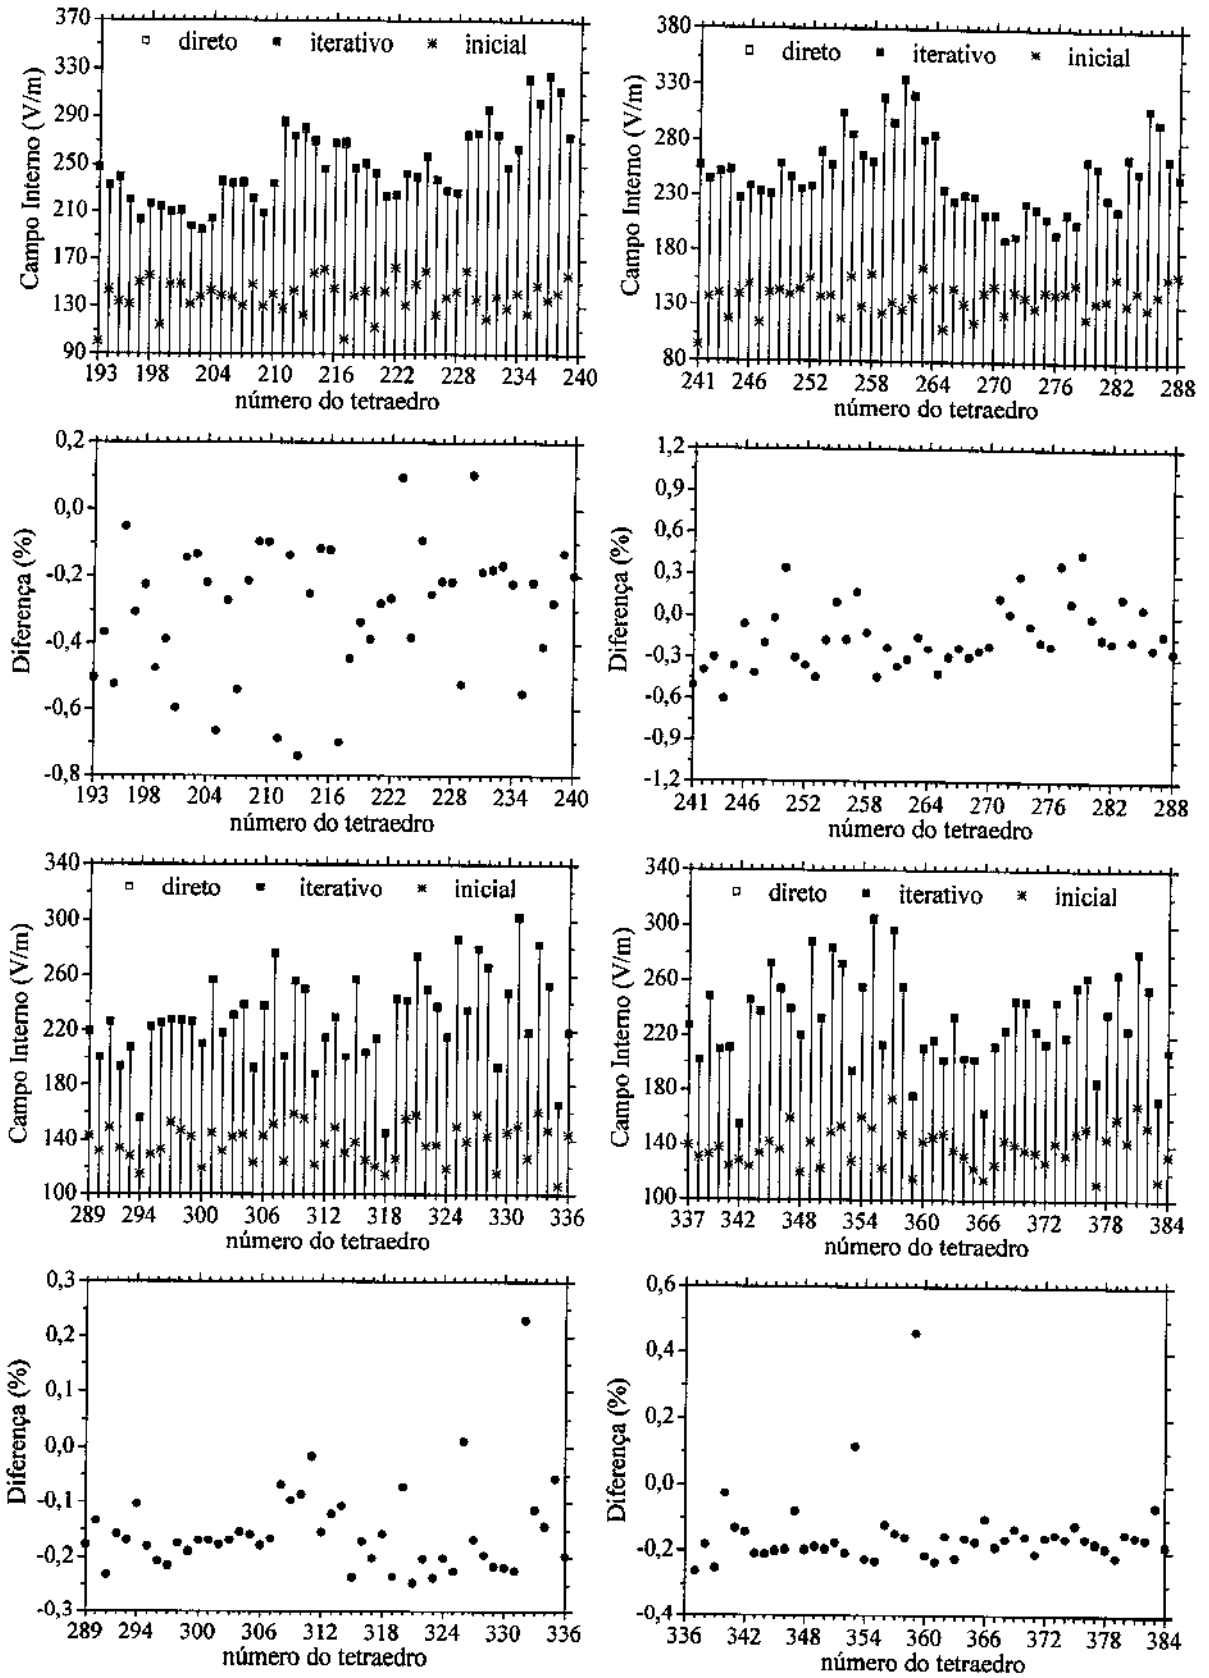 370
330
290
250
210
170
130
90
Campo Interno (V/m)
direto iterativo inicial
193 198 204 210 216 222 228 234 240
número do tetraedro
380
330
280
230
180
130
80
Campo Interno (V/m)
direto iterativo inicial
241 246 252 258 264 270 276 282 288
número do tetraedro
0,2
0,0
-0,2
-0,4
-0,6
-0,8
Diferença (%)
193 198 204 210 216 222 228 234 240
número do tetraedro
1,2
0,9
0,6
0,3
0,0
-0,3
-0,6
-0,9
-1,2
Diferença (%)
241 246 252 258 264 270 276 282 288
número do tetraedro
340
300
260
220
180
140
100
Campo Interno (V/m)
direto iterativo inicial
289 294 300 306 312 318 324 330 336
número do tetraedro
340
300
260
220
180
140
100
Campo Interno (V/m)
direto iterativo inicial
337 342 348 354 360 366 372 378 384
número do tetraedro
0,3
0,2
0,1
0,0
-0,1
-0,2
-0,3
Diferença (%)
289 294 300 306 312 318 324 330 336
número do tetraedro
0,6
0,4
0,2
0,0
-0,2
-0,4
Diferença (%)
336 342 348 354 360 366 372 378 384
número do tetraedro